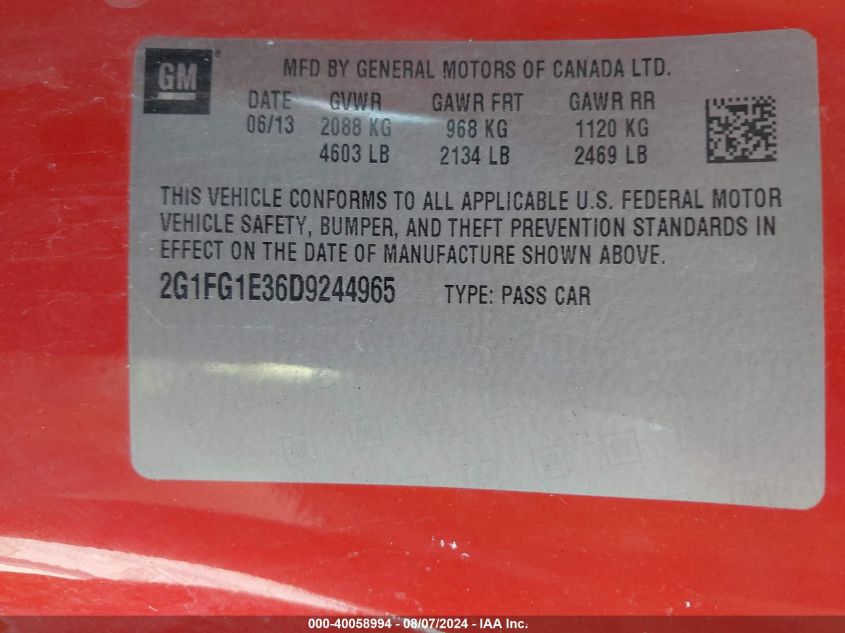 GM
MFD BY GENERAL MOTORS OF CANADA LTD.
DATE GVWR GAWR FRT GAWR RR
06/13 2088 KG 968 KG 1120 KG
4603 LB 2134 LB 2469 LB
THIS VEHICLE CONFORMS TO ALL APPLICABLE U.S. FEDERAL MOTOR
VEHICLE SAFETY, BUMPER, AND THEFT PREVENTION STANDARDS IN
EFFECT ON THE DATE OF MANUFACTURE SHOWN ABOVE.
2G1FG1E36D9244965 TYPE: PASS CAR
000-40058994 - 08/07/2024 - IAA Inc.